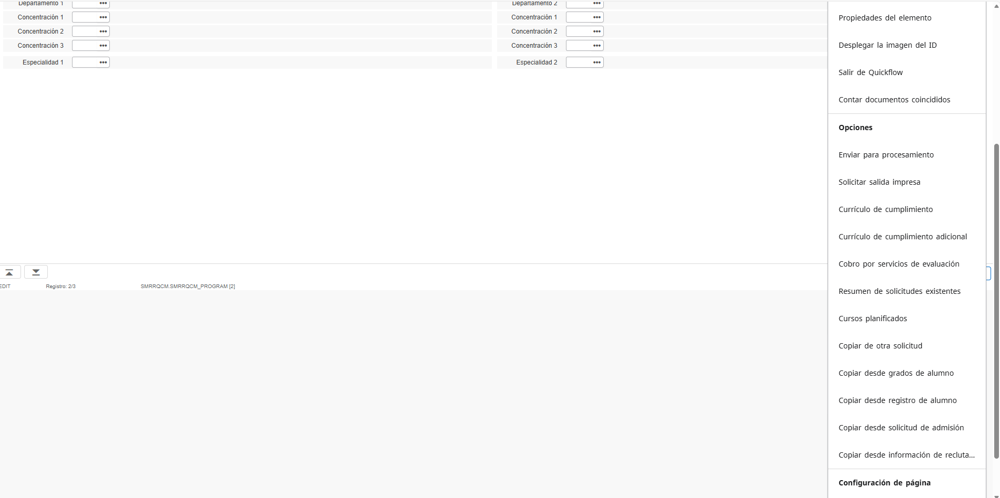 Departamento 1
Departamento 2
Concentración 1
Concentración 1
Concentración 2
Concentración 2
Concentración 3
Concentración 3
Especialidad 1
Especialidad 2
EDIT
Registro: 2/3
SMRRQCM.SMRRQCM_PROGRAM [2]
Propiedades del elemento
Desplegar la imagen del ID
Salir de Quickflow
Contar documentos coincididos
Opciones
Enviar para procesamiento
Solicitar salida impresa
Currículo de cumplimiento
Currículo de cumplimiento adicional
Cobro por servicios de evaluación
Resumen de solicitudes existentes
Cursos planificados
Copiar de otra solicitud
Copiar desde grados de alumno
Copiar desde registro de alumno
Copiar desde solicitud de admisión
Copiar desde información de recluta...
Configuración de página